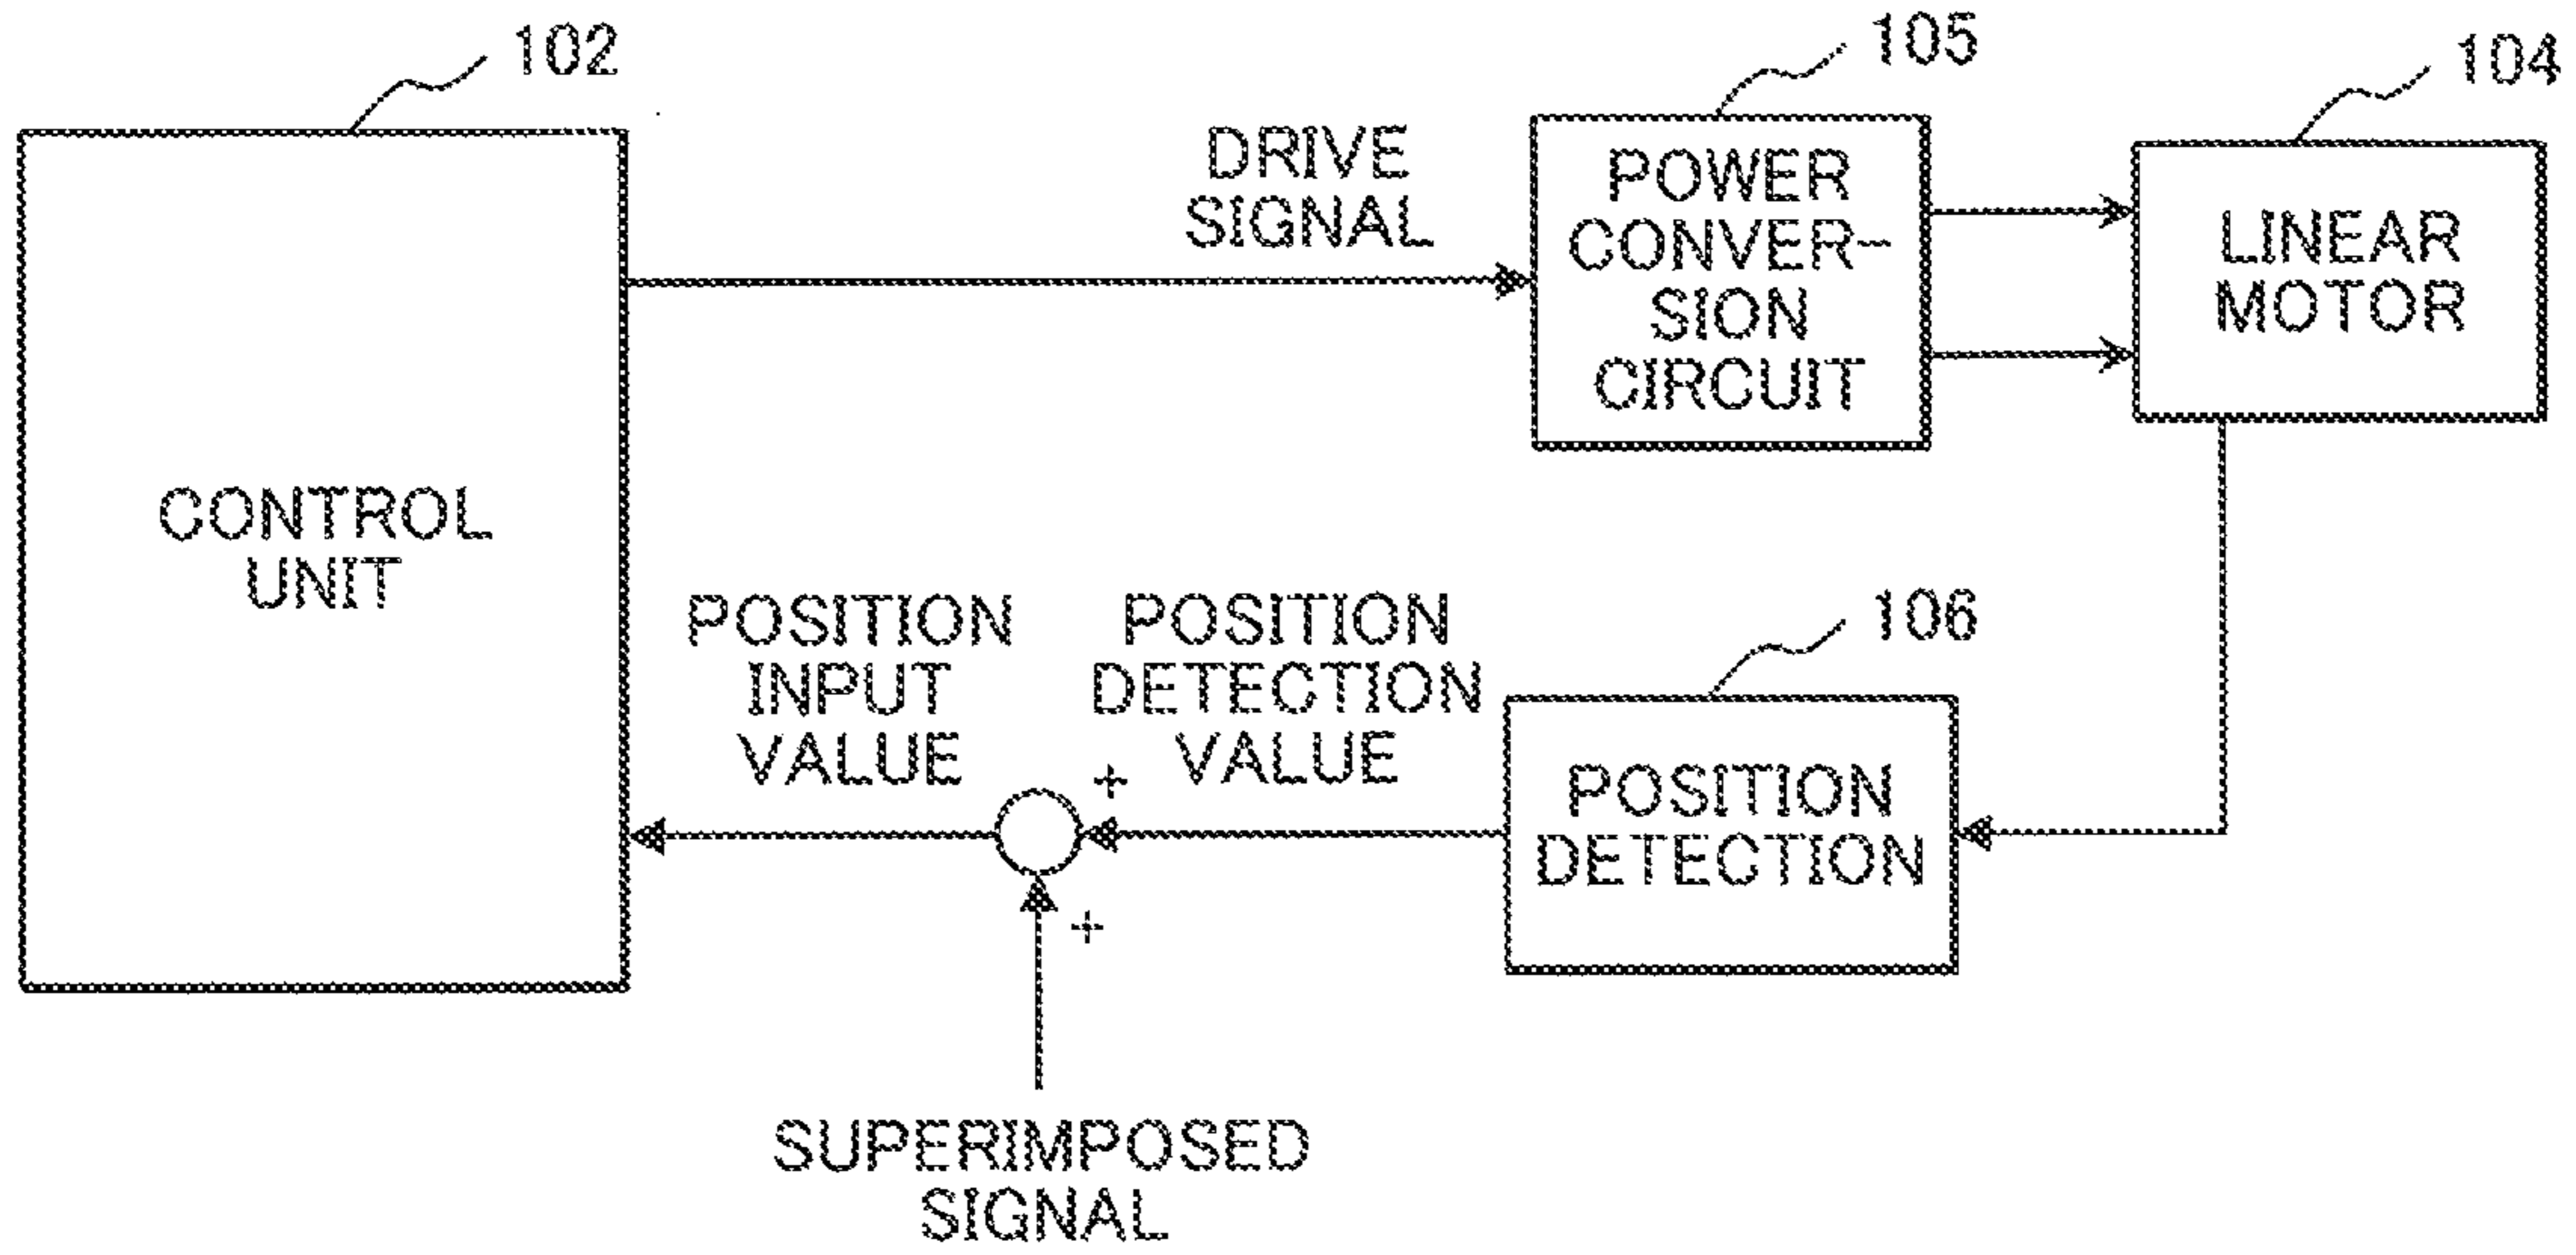 102
105
104
DRIVE
SIGNAL
POWER
CONVER-
SION
CIRCUIT
LINEAR
MOTOR
CONTROL
UNIT
POSITION
INPUT
VALUE
POSITION
DETECTION
VALUE
106
+
POSITION
DETECTION
+
SUPERIMPOSED
SIGNAL